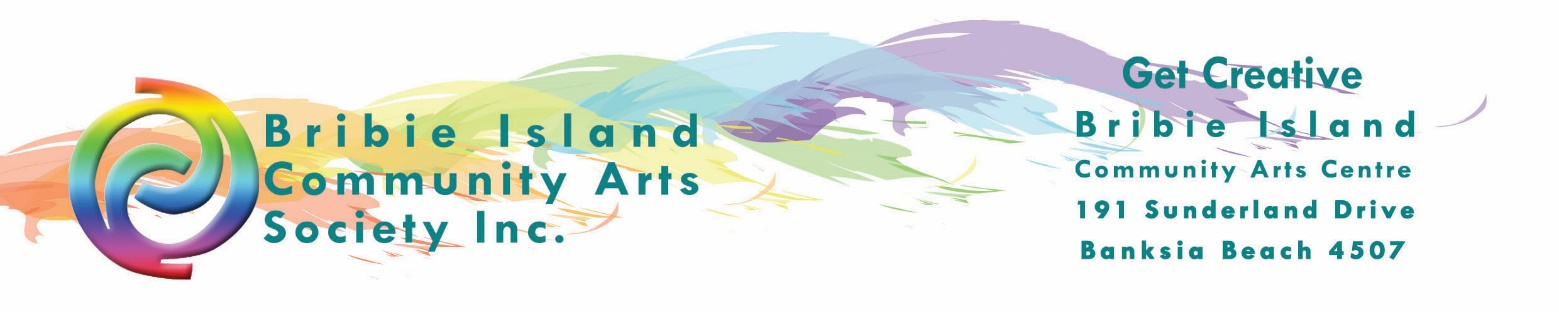 Bribie Island
Community Arts
Society Inc.
Get Creative
Bribie Island
Community Arts Centre
191 Sunderland Drive
Banksia Beach 4507